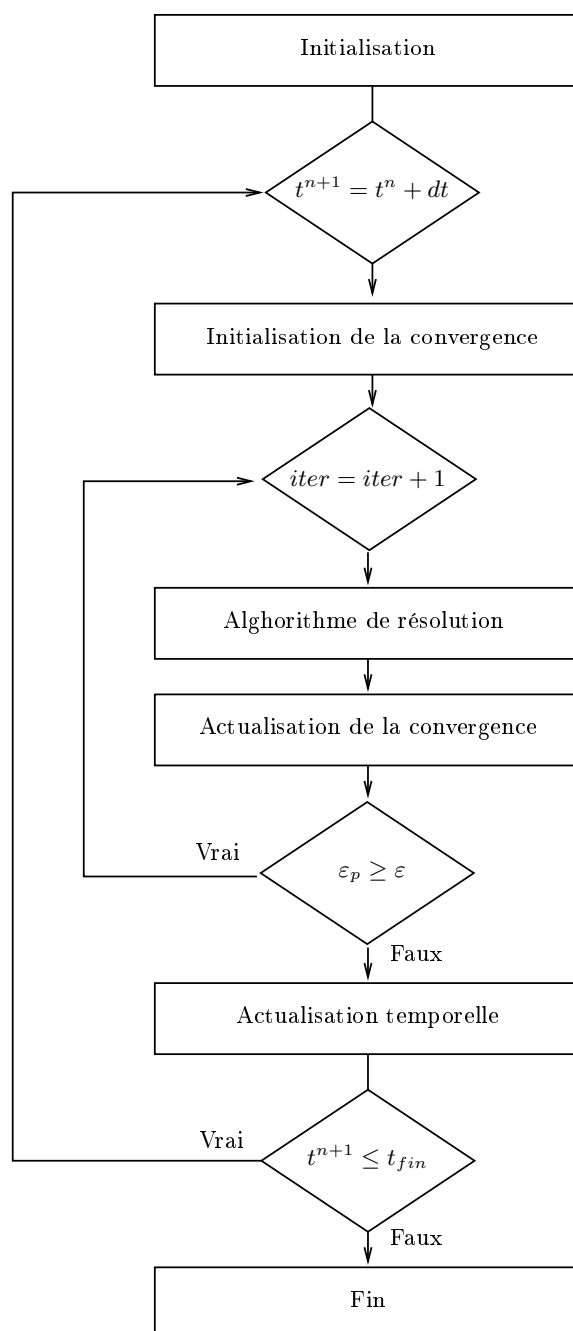 Initialisation
t^{n+1} = t^n + dt
Initialisation de la convergence
iter = iter + 1
Alghorithme de résolution
Actualisation de la convergence
Vrai
ε_p ≥ ε
Faux
Actualisation temporelle
Vrai
t^{n+1} ≤ t_{fin}
Faux
Fin